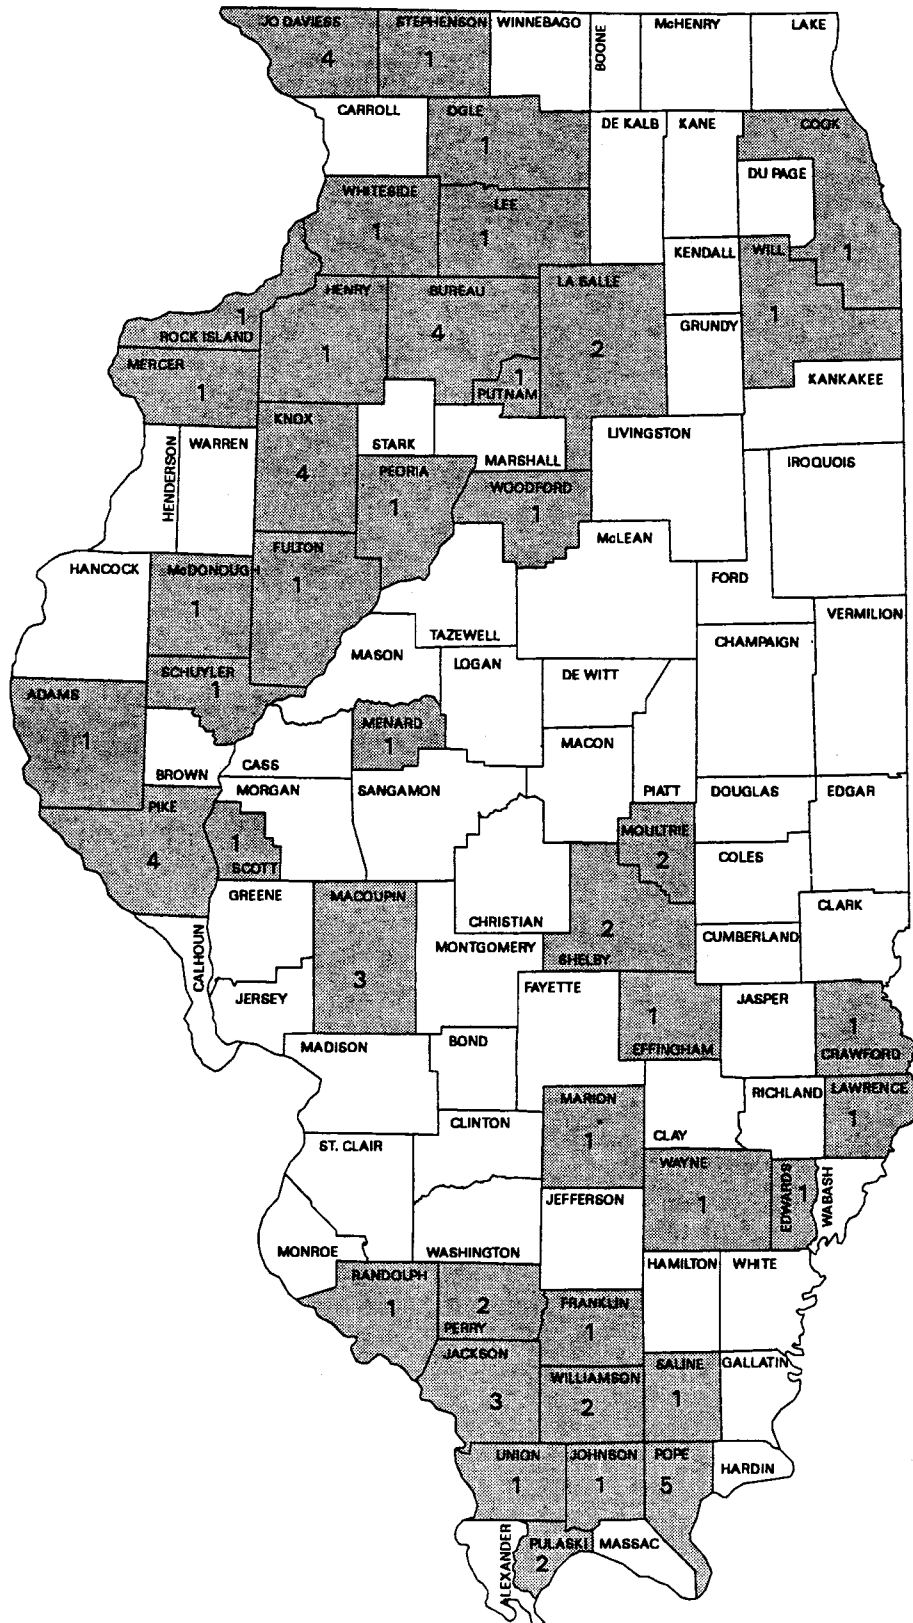 JO DAVIESS
4
STEPHENSON
1
WINNEBAGO
BOONE
McHENRY
LAKE
CARROLL
OGLE
1
DE KALB
KANE
COOK
1
DU PAGE
WHITESIDE
1
LEE
1
KENDALL
WILL
1
ROCK ISLAND
1
HENRY
1
BUREAU
4
LA SALLE
2
GRUNDY
MERCER
1
PUTNAM
1
KANKAKEE
KNOX
4
STARK
WARREN
HENDERSON
MARSHALL
LIVINGSTON
IROQUOIS
PEORIA
1
WOODFORD
1
McLEAN
FORD
HANCOCK
McDONOUGH
1
FULTON
1
TAZEWELL
VERMILION
CHAMPAIGN
MASON
LOGAN
DE WITT
SCHUYLER
1
ADAMS
1
MENARD
1
MACON
BROWN
CASS
MORGAN
SANGAMON
PIATT
DOUGLAS
EDGAR
PIKE
4
1
SCOTT
MOULTRIE
2
COLES
GREENE
MACOUPIN
3
CHRISTIAN
CLARK
CALHOUN
MONTGOMERY
2
SHELBY
CUMBERLAND
JERSEY
FAYETTE
1
EFFINGHAM
JASPER
1
CRAWFORD
MADISON
BOND
MARION
1
RICHLAND
LAWRENCE
1
CLINTON
CLAY
ST. CLAIR
WAYNE
1
EDWARDS
1
WABASH
JEFFERSON
MONROE
WASHINGTON
HAMILTON
WHITE
RANDOLPH
1
2
PERRY
FRANKLIN
1
JACKSON
3
WILLIAMSON
2
SALINE
1
GALLATIN
UNION
1
JOHNSON
1
POPE
5
HARDIN
ALEXANDER
PULASKI
2
MASSAC